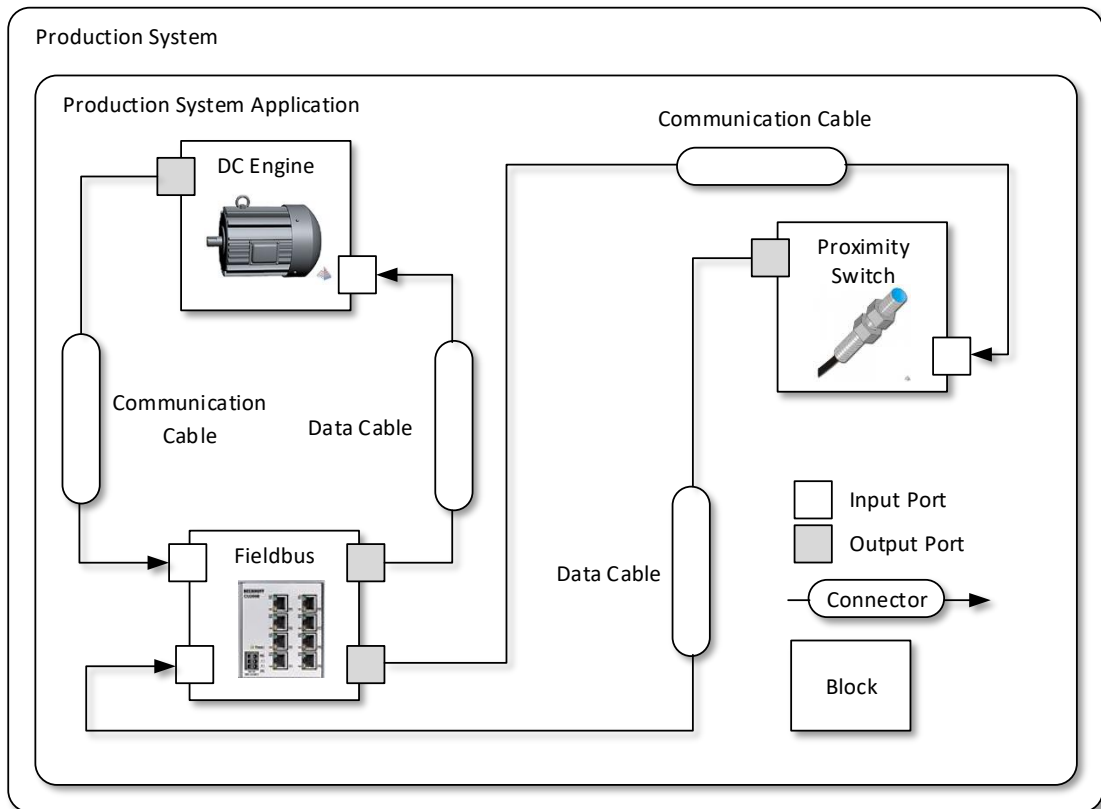 Production System
Production System Application
Communication Cable
DC Engine
Proximity
Switch
Communication
Cable
Data Cable
Input Port
Output Port
Fieldbus
Data Cable
Connector
Block
BECKHOFF